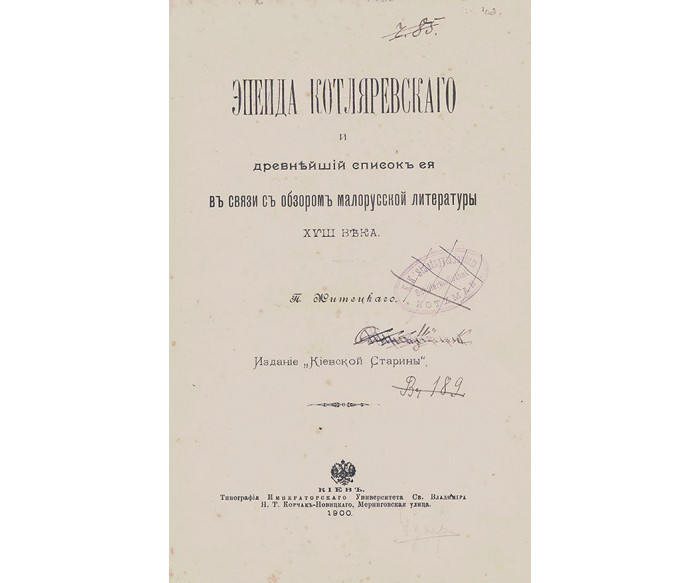 ч. 85.
ЭНЕИДА КОТЛЯРЕВСКАГО
И
ДРЕВНѢЙШІЙ СПИСОКЪ ЕЯ
ВЪ СВЯЗИ СЪ ОБЗОРОМЪ МАЛОРУССКОЙ ЛИТЕРАТУРЫ
XVIII ВѢКА.
П. Житецкаго.
Изданіе „Кіевской Старины“.
189
КІЕВЪ.
Типографія Императорскаго Университета Св. Владиміра
Н. Т. Корчакъ-Новицкаго, Меринговская улица.
1900.